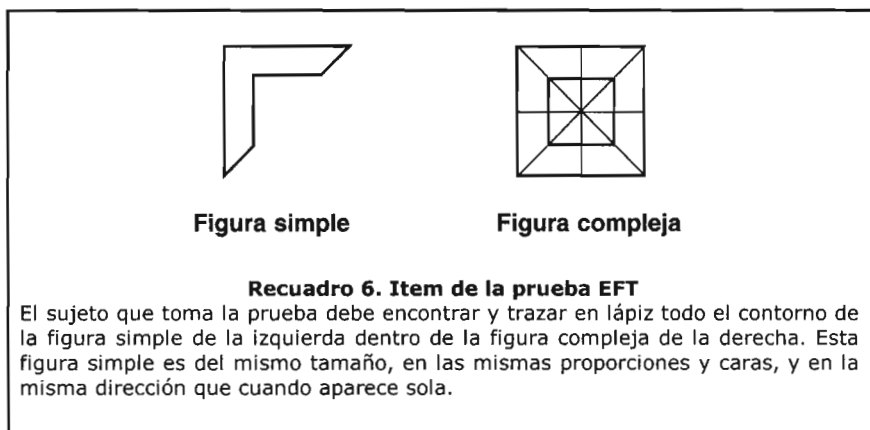 Figura simple
Figura compleja
Recuadro 6. Item de la prueba EFT
El sujeto que toma la prueba debe encontrar y trazar en lápiz todo el contorno de
la figura simple de la izquierda dentro de la figura compleja de la derecha. Esta
figura simple es del mismo tamaño, en las mismas proporciones y caras, y en la
misma dirección que cuando aparece sola.